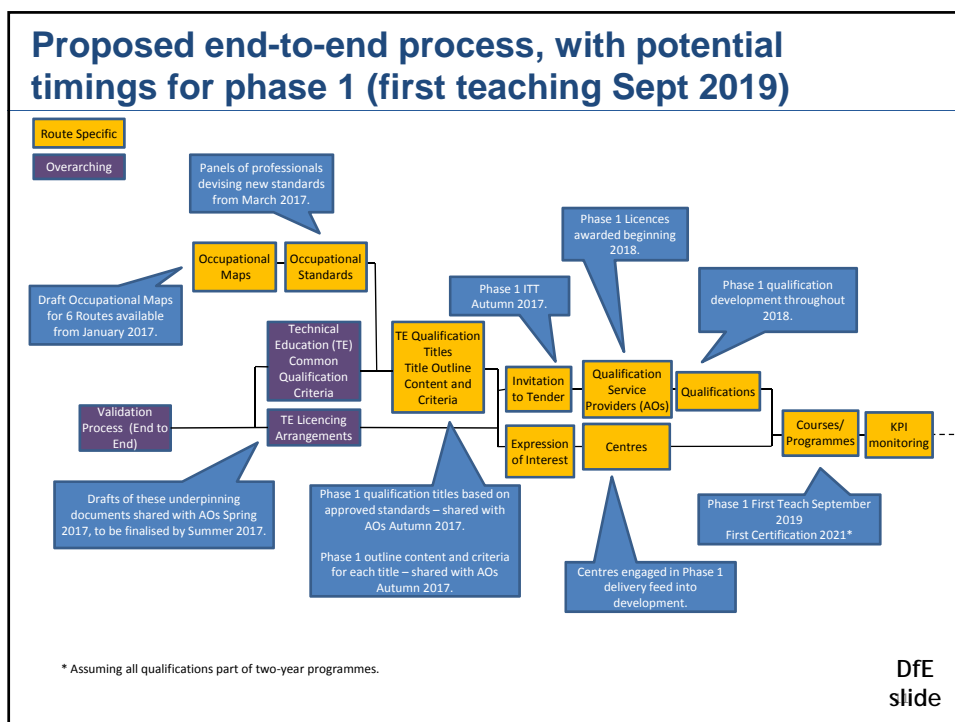 Proposed end-to-end process, with potential
timings for phase 1 (first teaching Sept 2019)
Route Specific
Overarching
Panels of professionals
devising new standards
from March 2017.
Phase 1 Licences
awarded beginning
2018.
Occupational
Maps
Occupational
Standards
Phase 1 ITT
Autumn 2017.
Phase 1 qualification
development throughout
2018.
Draft Occupational Maps
for 6 Routes available
from January 2017.
Technical
Education (TE)
Common
Qualification
Criteria
TE Qualification
Titles
Title Outline
Content and
Criteria
Invitation
to Tender
Qualification
Service
Providers (AOs)
Qualifications
Validation
Process (End to
End)
TE Licencing
Arrangements
Expression
of Interest
Centres
Courses/
Programmes
KPI
monitoring
Drafts of these underpinning
documents shared with AOs Spring
2017, to be finalised by Summer 2017.
Phase 1 qualification titles based on
approved standards – shared with
AOs Autumn 2017.
Phase 1 outline content and criteria
for each title – shared with AOs
Autumn 2017.
Centres engaged in Phase 1
delivery feed into
development.
Phase 1 First Teach September
2019
First Certification 2021*
* Assuming all qualifications part of two-year programmes.
DfE
slide